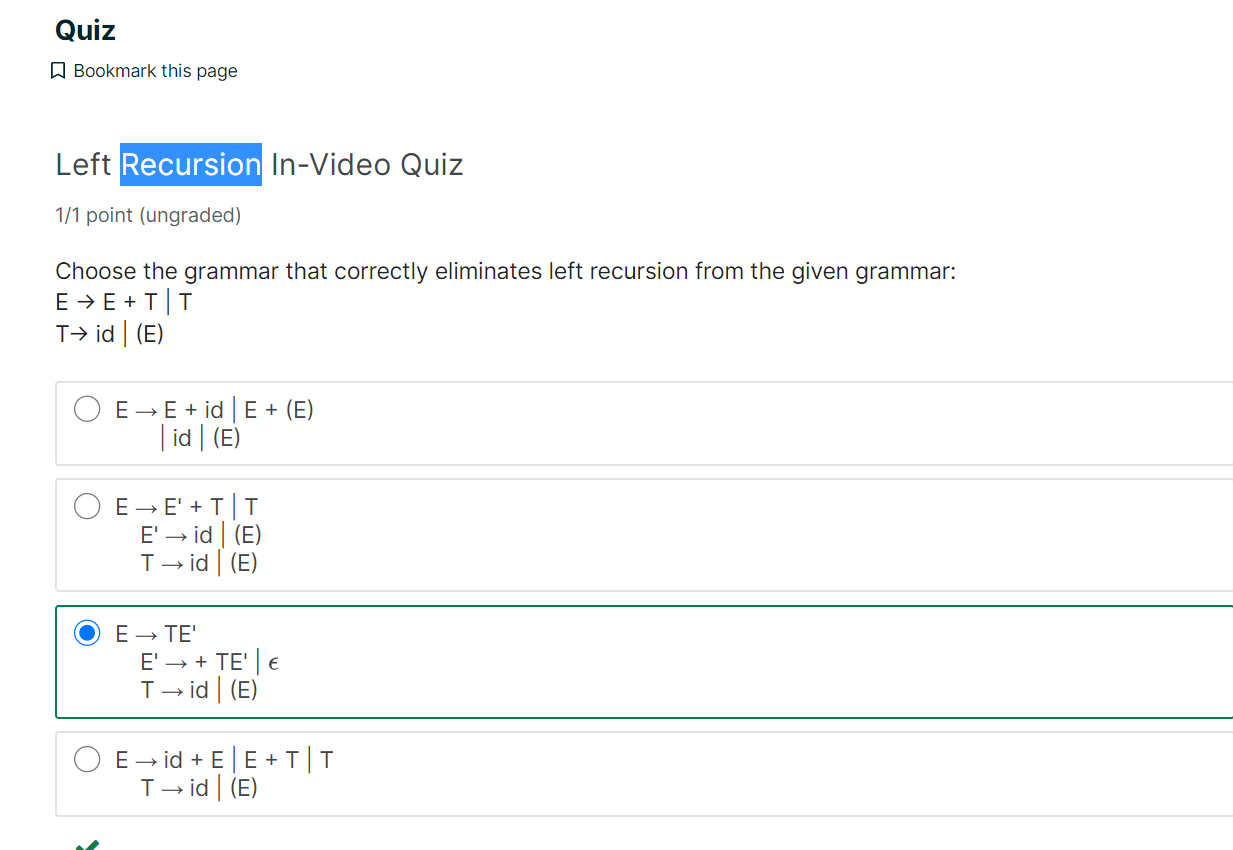 Quiz
Bookmark this page
Left Recursion In-Video Quiz
1/1 point (ungraded)
Choose the grammar that correctly eliminates left recursion from the given grammar:
E → E + T | T
T→ id | (E)
E → E + id | E + (E)
| id | (E)
E → E' + T | T
E' → id | (E)
T → id | (E)
E → TE'
E' → + TE' | ϵ
T → id | (E)
E → id + E | E + T | T
T → id | (E)